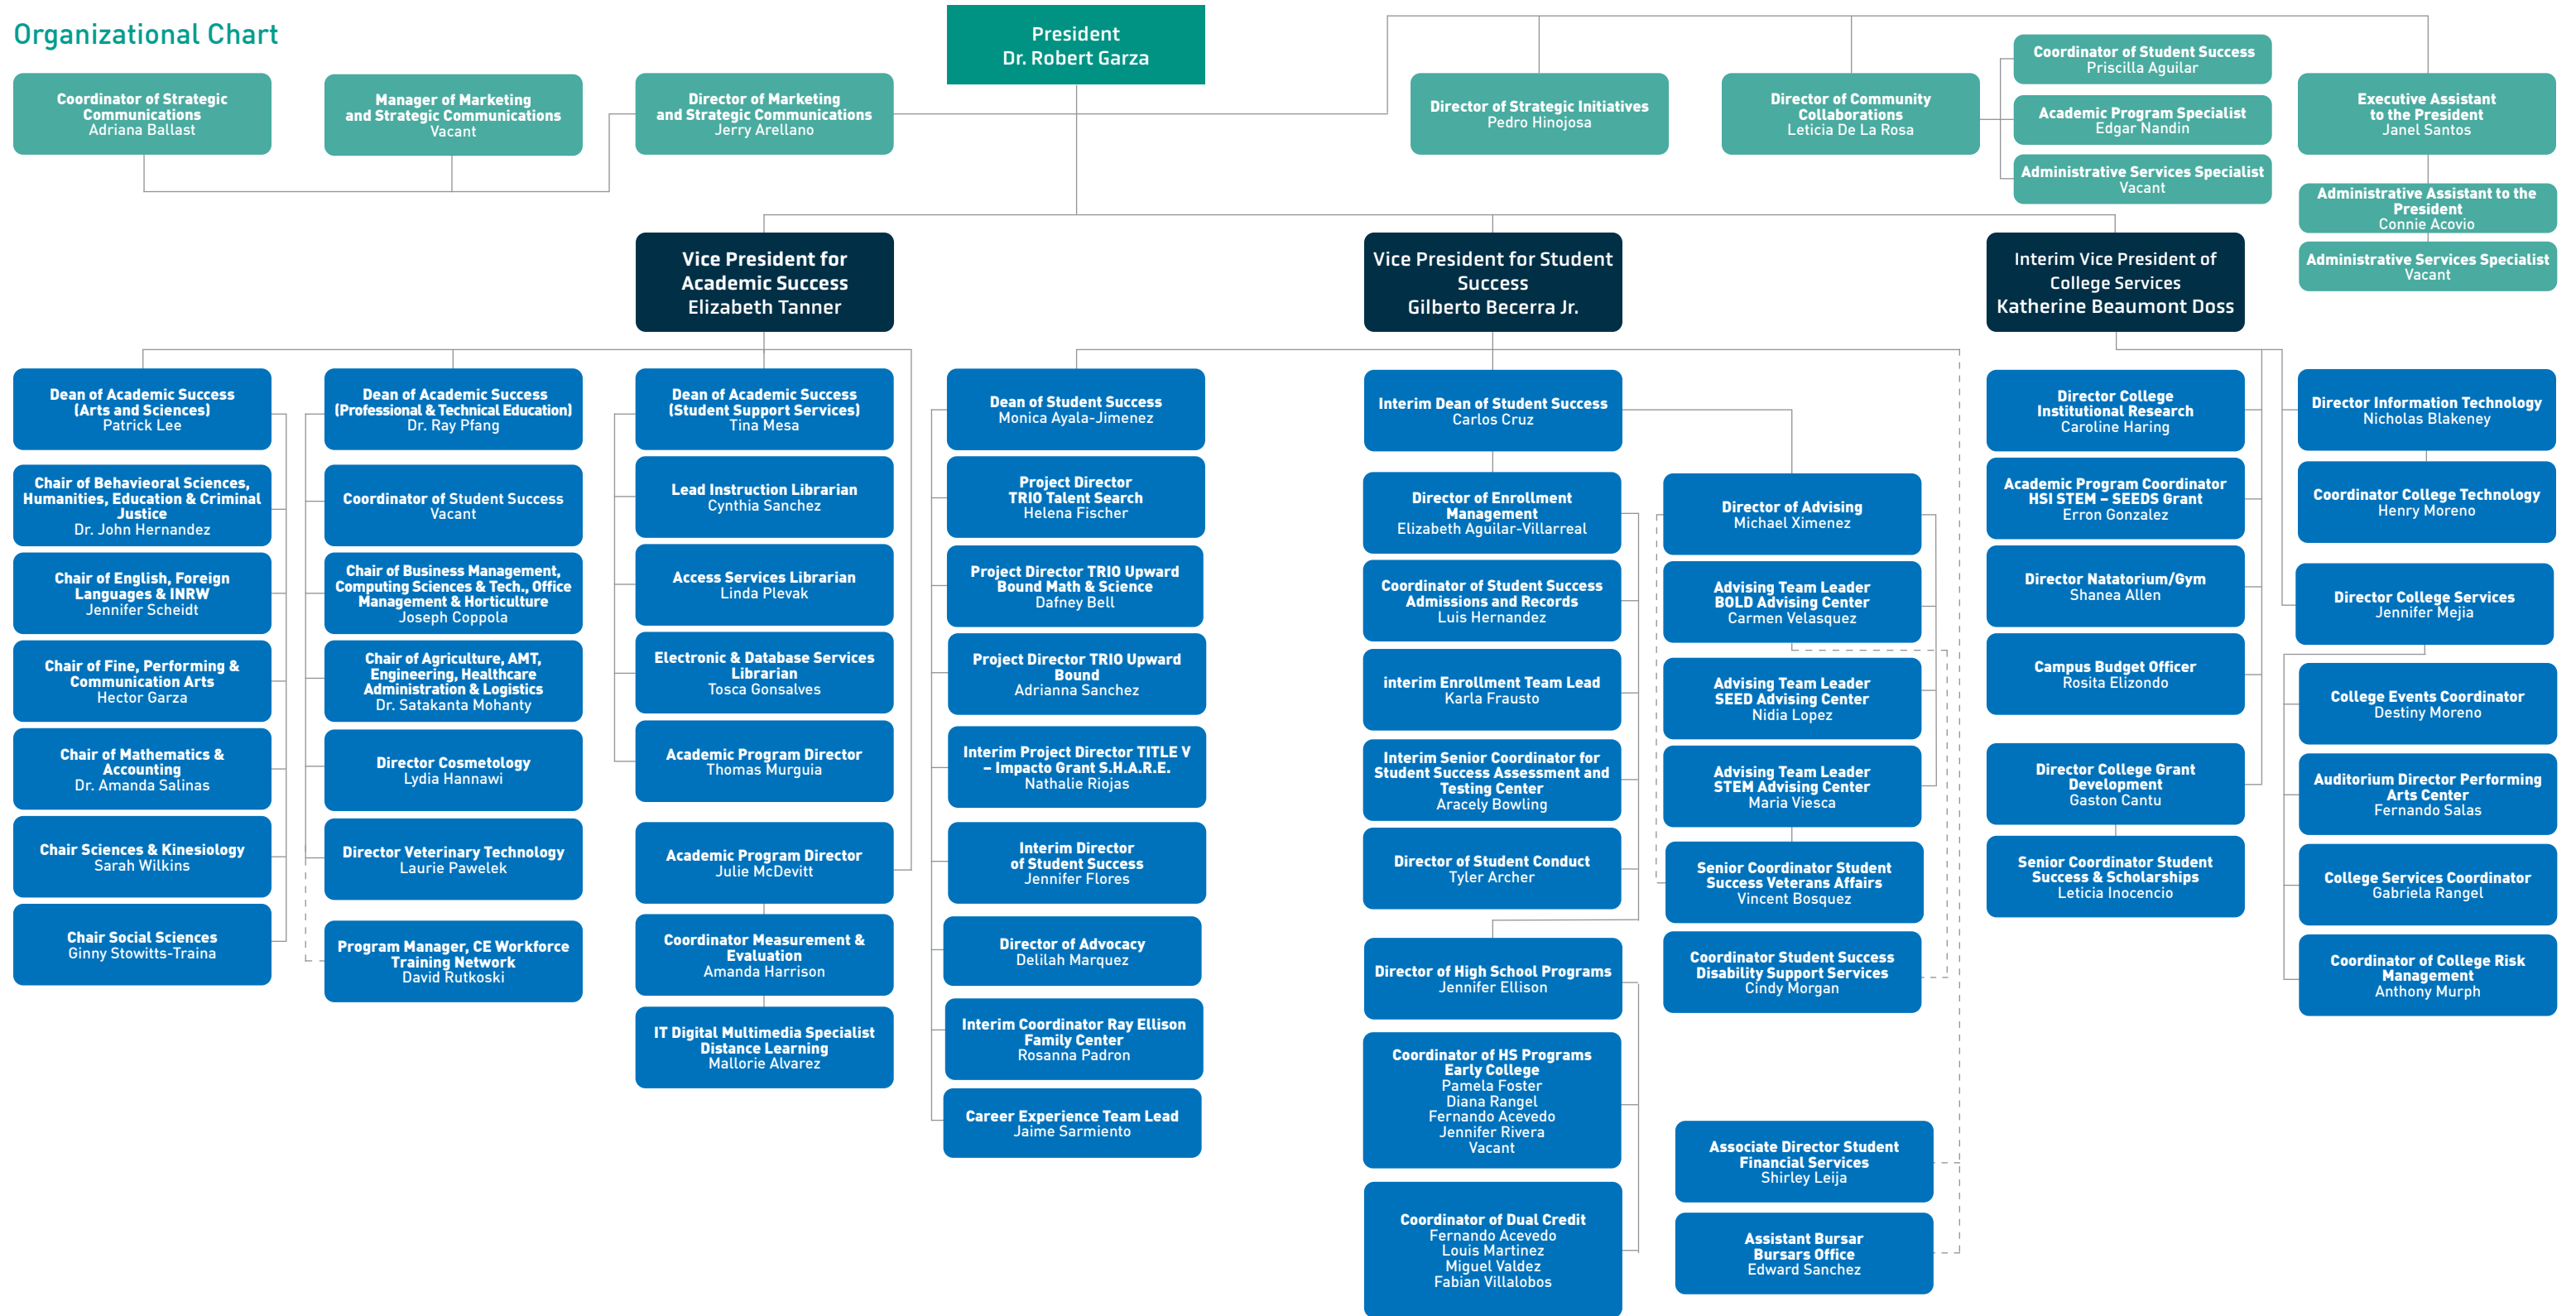 Organizational Chart
President
Dr. Robert Garza
Coordinator of Strategic
Communications
Adriana Ballast
Manager of Marketing
and Strategic Communications
Vacant
Director of Marketing
and Strategic Communications
Jerry Arellano
Director of Strategic Initiatives
Pedro Hinojosa
Director of Community
Collaborations
Leticia De La Rosa
Coordinator of Student Success
Priscilla Aguilar
Academic Program Specialist
Edgar Nandin
Administrative Services Specialist
Vacant
Executive Assistant
to the President
Janel Santos
Administrative Assistant to the
President
Connie Acovio
Administrative Services Specialist
Vacant
Vice President for
Academic Success
Elizabeth Tanner
Vice President for Student
Success
Gilberto Becerra Jr.
Interim Vice President of
College Services
Katherine Beaumont Doss
Dean of Academic Success
(Arts and Sciences)
Patrick Lee
Chair of Behavieoral Sciences,
Humanities, Education & Criminal
Justice
Dr. John Hernandez
Chair of English, Foreign
Languages & INRW
Jennifer Scheidt
Chair of Fine, Performing &
Communication Arts
Hector Garza
Chair of Mathematics &
Accounting
Dr. Amanda Salinas
Chair Sciences & Kinesiology
Sarah Wilkins
Chair Social Sciences
Ginny Stowitts-Traina
Dean of Academic Success
(Professional & Technical Education)
Dr. Ray Pfang
Coordinator of Student Success
Vacant
Chair of Business Management,
Computing Sciences & Tech., Office
Management & Horticulture
Joseph Coppola
Chair of Agriculture, AMT,
Engineering, Healthcare
Administration & Logistics
Dr. Satakanta Mohanty
Director Cosmetology
Lydia Hannawi
Director Veterinary Technology
Laurie Pawelek
Program Manager, CE Workforce
Training Network
David Rutkoski
Dean of Academic Success
(Student Support Services)
Tina Mesa
Lead Instruction Librarian
Cynthia Sanchez
Access Services Librarian
Linda Plevak
Electronic & Database Services
Librarian
Tosca Gonsalves
Academic Program Director
Thomas Murguia
Academic Program Director
Julie McDevitt
Coordinator Measurement &
Evaluation
Amanda Harrison
IT Digital Multimedia Specialist
Distance Learning
Mallorie Alvarez
Dean of Student Success
Monica Ayala-Jimenez
Project Director
TRIO Talent Search
Helena Fischer
Project Director TRIO Upward
Bound Math & Science
Dafney Bell
Project Director TRIO Upward
Bound
Adrianna Sanchez
Interim Project Director TITLE V
– Impacto Grant S.H.A.R.E.
Nathalie Riojas
Interim Director
of Student Success
Jennifer Flores
Director of Advocacy
Delilah Marquez
Interim Coordinator Ray Ellison
Family Center
Rosanna Padron
Career Experience Team Lead
Jaime Sarmiento
Interim Dean of Student Success
Carlos Cruz
Director of Enrollment
Management
Elizabeth Aguilar-Villarreal
Coordinator of Student Success
Admissions and Records
Luis Hernandez
interim Enrollment Team Lead
Karla Frausto
Interim Senior Coordinator for
Student Success Assessment and
Testing Center
Aracely Bowling
Director of Student Conduct
Tyler Archer
Director of High School Programs
Jennifer Ellison
Coordinator of HS Programs
Early College
Pamela Foster
Diana Rangel
Fernando Acevedo
Jennifer Rivera
Vacant
Coordinator of Dual Credit
Fernando Acevedo
Louis Martinez
Miguel Valdez
Fabian Villalobos
Director of Advising
Michael Ximenez
Advising Team Leader
BOLD Advising Center
Carmen Velasquez
Advising Team Leader
SEED Advising Center
Nidia Lopez
Advising Team Leader
STEM Advising Center
Maria Viesca
Senior Coordinator Student
Success Veterans Affairs
Vincent Bosquez
Coordinator Student Success
Disability Support Services
Cindy Morgan
Associate Director Student
Financial Services
Shirley Leija
Assistant Bursar
Bursars Office
Edward Sanchez
Director College
Institutional Research
Caroline Haring
Academic Program Coordinator
HSI STEM – SEEDS Grant
Erron Gonzalez
Director Natatorium/Gym
Shanea Allen
Campus Budget Officer
Rosita Elizondo
Director College Grant
Development
Gaston Cantu
Senior Coordinator Student
Success & Scholarships
Leticia Inocencio
Director Information Technology
Nicholas Blakeney
Coordinator College Technology
Henry Moreno
Director College Services
Jennifer Mejia
College Events Coordinator
Destiny Moreno
Auditorium Director Performing
Arts Center
Fernando Salas
College Services Coordinator
Gabriela Rangel
Coordinator of College Risk
Management
Anthony Murph